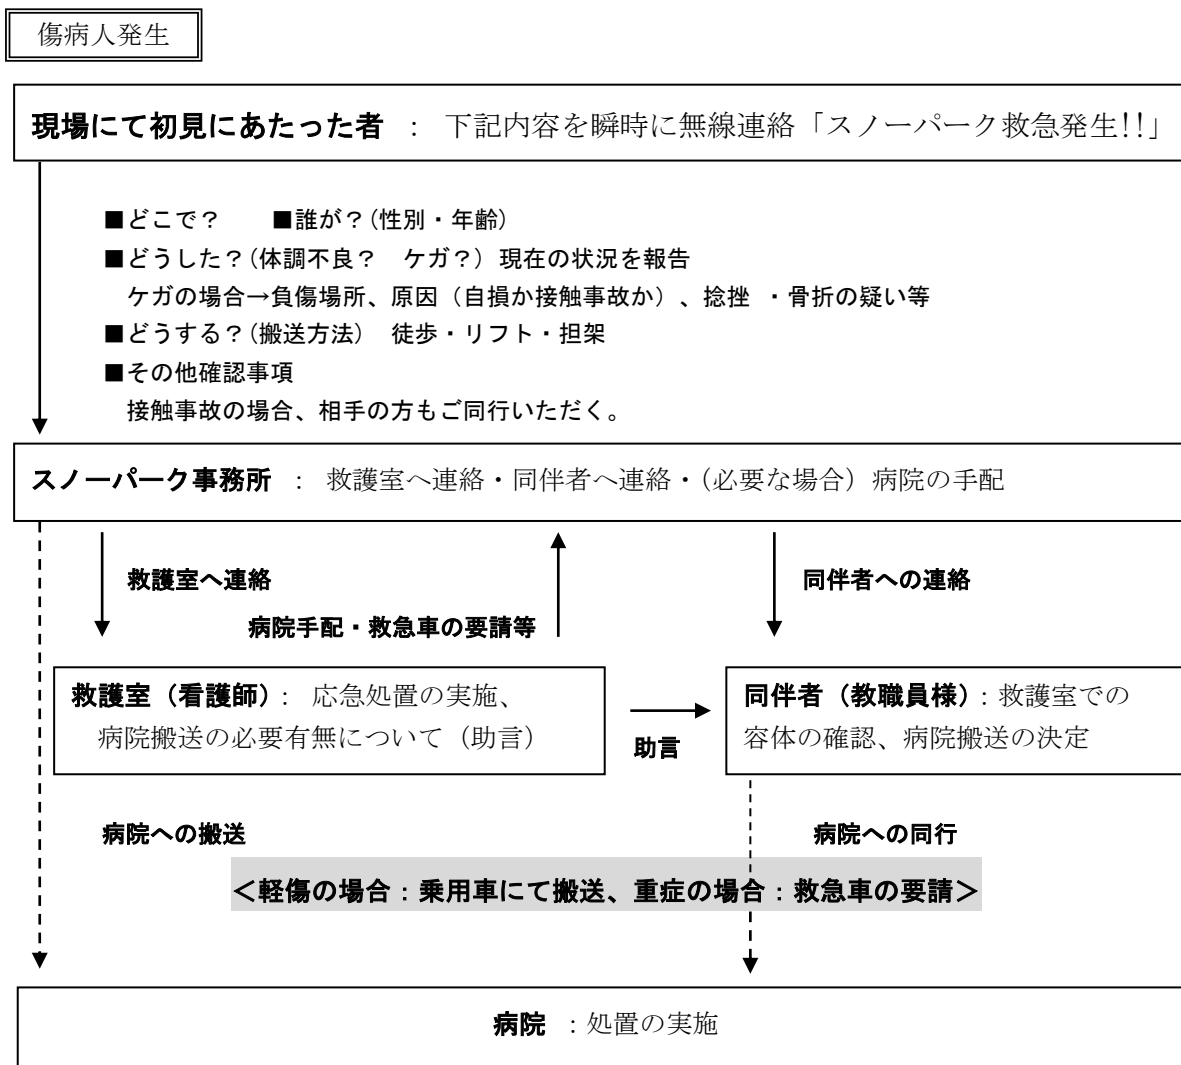 傷病人発生
現場にて初見にあたった者 : 下記内容を瞬時に無線連絡「スノーパーク救急発生!!」
■どこで? ■誰が?(性別・年齢)
■どうした?(体調不良? ケガ?) 現在の状況を報告
ケガの場合→負傷場所、原因(自損か接触事故か)、捻挫 ・骨折の疑い等
■どうする?(搬送方法) 徒歩・リフト・担架
■その他確認事項
接触事故の場合、相手の方もご同行いただく。
スノーパーク事務所 : 救護室へ連絡・同伴者へ連絡・(必要な場合)病院の手配
救護室へ連絡
同伴者への連絡
病院手配・救急車の要請等
救護室(看護師): 応急処置の実施、
病院搬送の必要有無について(助言)
助言
同伴者(教職員様):救護室での
容体の確認、病院搬送の決定
病院への搬送
病院への同行
<軽傷の場合:乗用車にて搬送、重症の場合:救急車の要請>
病院 :処置の実施